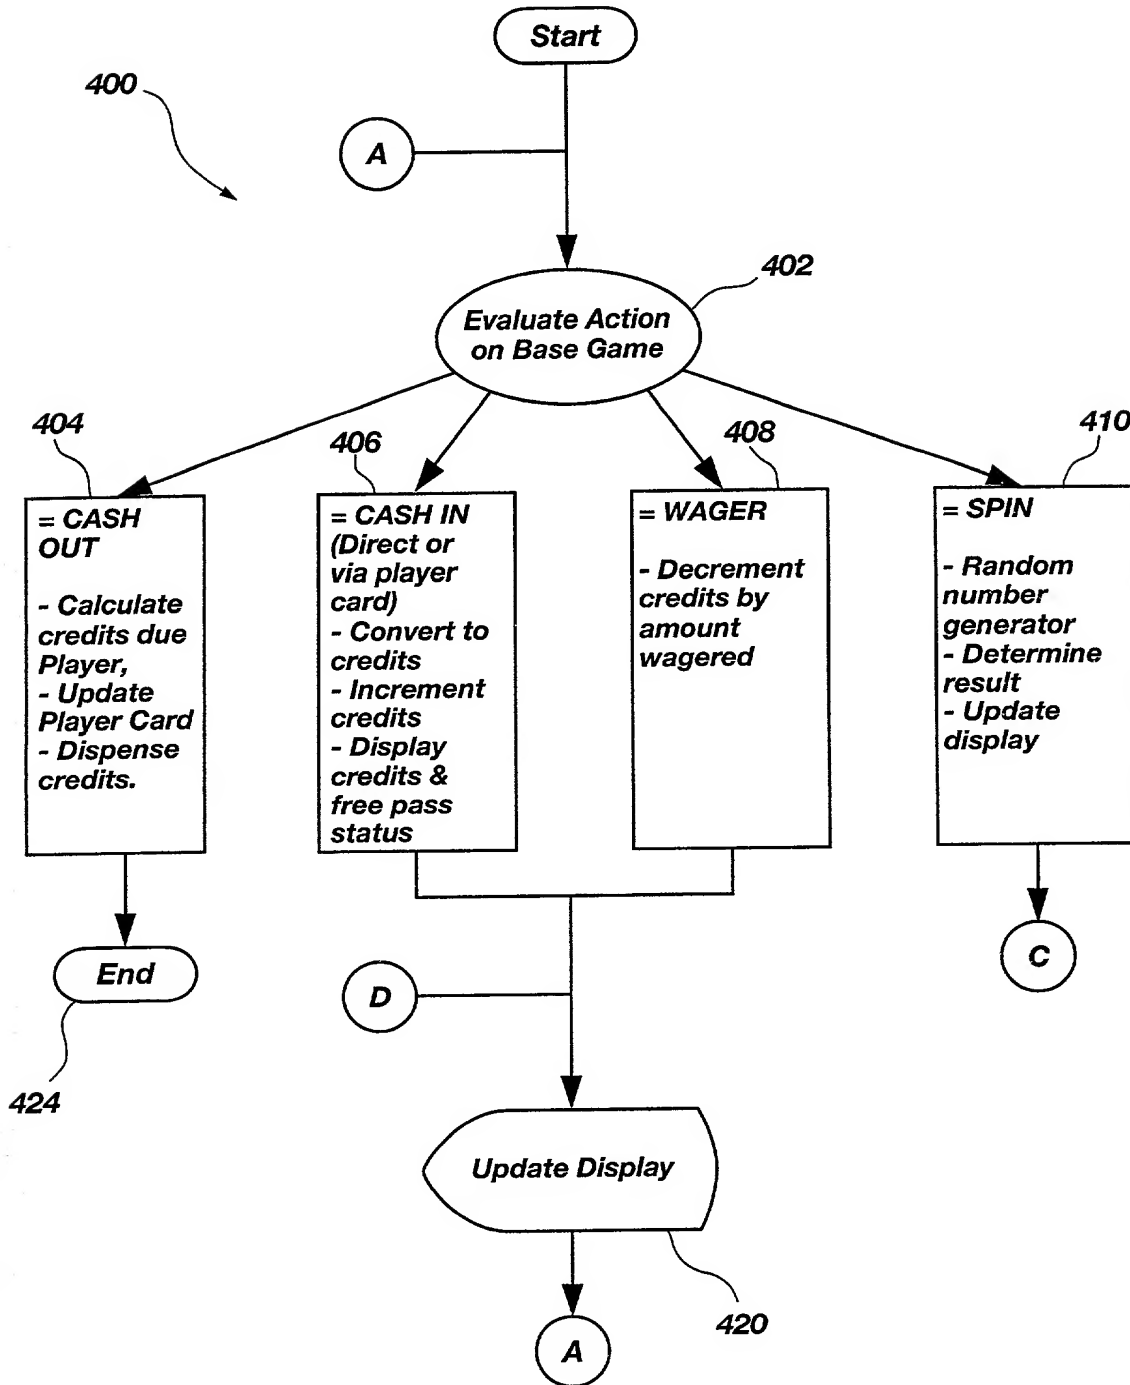 Start
400
A
402
Evaluate Action
on Base Game
404
406
408
410
= CASH
OUT
- Calculate
credits due
Player,
- Update
Player Card
- Dispense
credits.
= CASH IN
(Direct or
via player
card)
- Convert to
credits
- Increment
credits
- Display
credits &
free pass
status
= WAGER
- Decrement
credits by
amount
wagered
= SPIN
- Random
number
generator
- Determine
result
- Update
display
End
424
D
C
Update Display
420
A